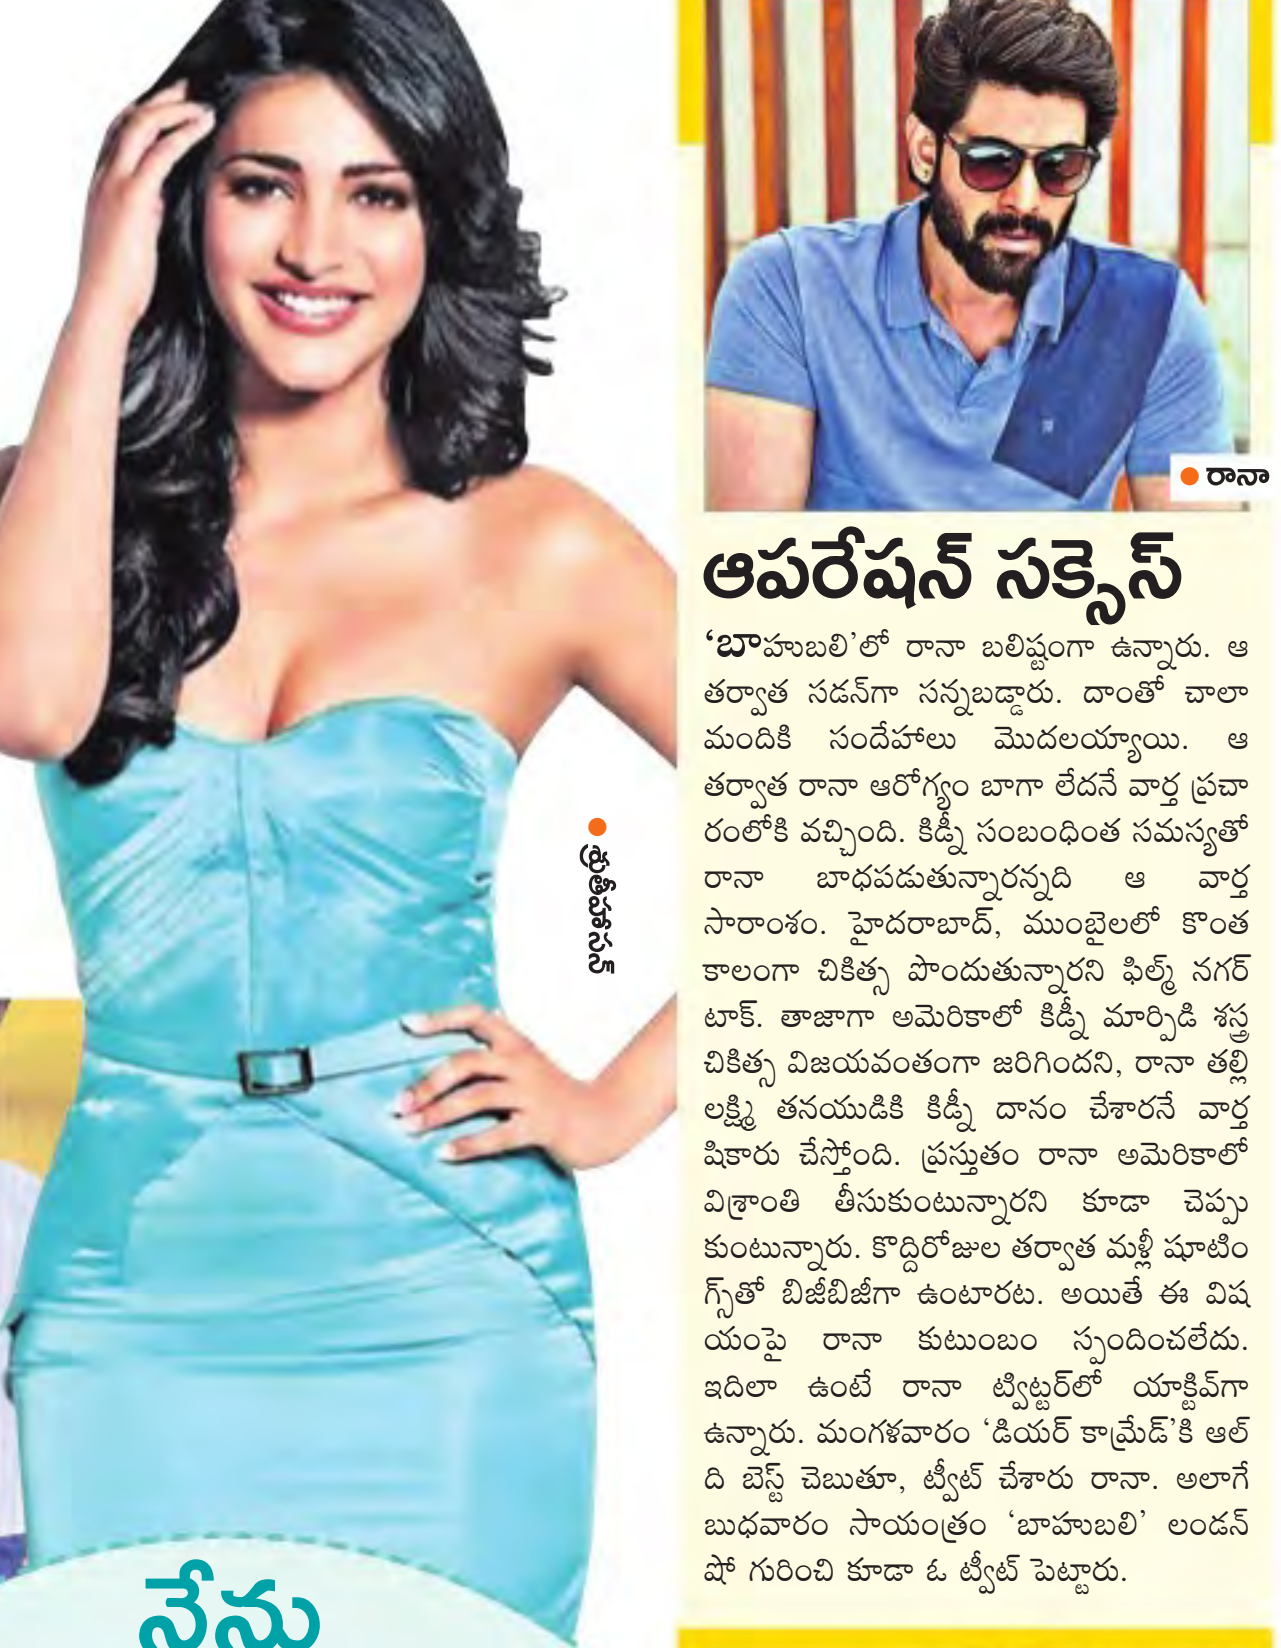 రానా
ఆపరేషన్ సక్సెస్
‘బాహుబలి’లో రానా బలిష్టంగా ఉన్నారు. ఆ
తర్వాత సడన్‌గా సన్నబడ్డారు. దాంతో చాలా
మందికి సందేహాలు మొదలయ్యాయి. ఆ
తర్వాత రానా ఆరోగ్యం బాగా లేదనే వార్త ప్రచా
రంలోకి వచ్చింది. కిడ్నీ సంబంధింత సమస్యతో
రానా బాధపడుతున్నారన్నది ఆ వార్త
సారాంశం. హైదరాబాద్, ముంబైలలో కొంత
కాలంగా చికిత్స పొందుతున్నారని ఫిల్మ్ నగర్
టాక్. తాజాగా అమెరికాలో కిడ్నీ మార్పిడి శస్త్ర
చికిత్స విజయవంతంగా జరిగిందని, రానా తల్లి
లక్ష్మి తనయుడికి కిడ్నీ దానం చేశారనే వార్త
షికారు చేస్తోంది. ప్రస్తుతం రానా అమెరికాలో
విశ్రాంతి తీసుకుంటున్నారని కూడా చెప్పు
కుంటున్నారు. కొద్దిరోజుల తర్వాత మళ్లీ షూటిం
గ్స్‌తో బిజీబిజీగా ఉంటారట. అయితే ఈ విష
యంపై రానా కుటుంబం స్పందించలేదు.
ఇదిలా ఉంటే రానా ట్విట్టర్‌లో యాక్టివ్‌గా
ఉన్నారు. మంగళవారం ‘డియర్ కామ్రేడ్’కి ఆల్
ది బెస్ట్ చెబుతూ, ట్వీట్ చేశారు రానా. అలాగే
బుధవారం సాయంత్రం ‘బాహుబలి’ లండన్
షో గురించి కూడా ఓ ట్వీట్ పెట్టారు.
శ్రుతీహాసన్
నేను